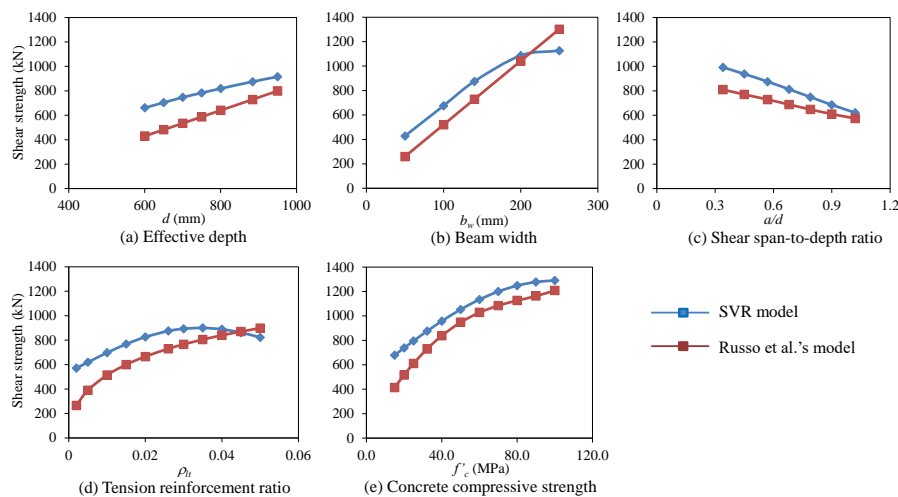 1400
1200
1000
800
600
400
200
0
Shear strength (kN)
400 600 800 1000
d (mm)
(a) Effective depth
1400
1200
1000
800
600
400
200
0
0 100 200 300
b_w (mm)
(b) Beam width
1400
1200
1000
800
600
400
200
0
0 0.3 0.6 0.9 1.2
a/d
(c) Shear span-to-depth ratio
1400
1200
1000
800
600
400
200
0
Shear strength (kN)
0 0.02 0.04 0.06
ρ_lt
(d) Tension reinforcement ratio
1400
1200
1000
800
600
400
200
0
0.0 40.0 80.0 120.0
f'_c (MPa)
(e) Concrete compressive strength
SVR model
Russo et al.'s model